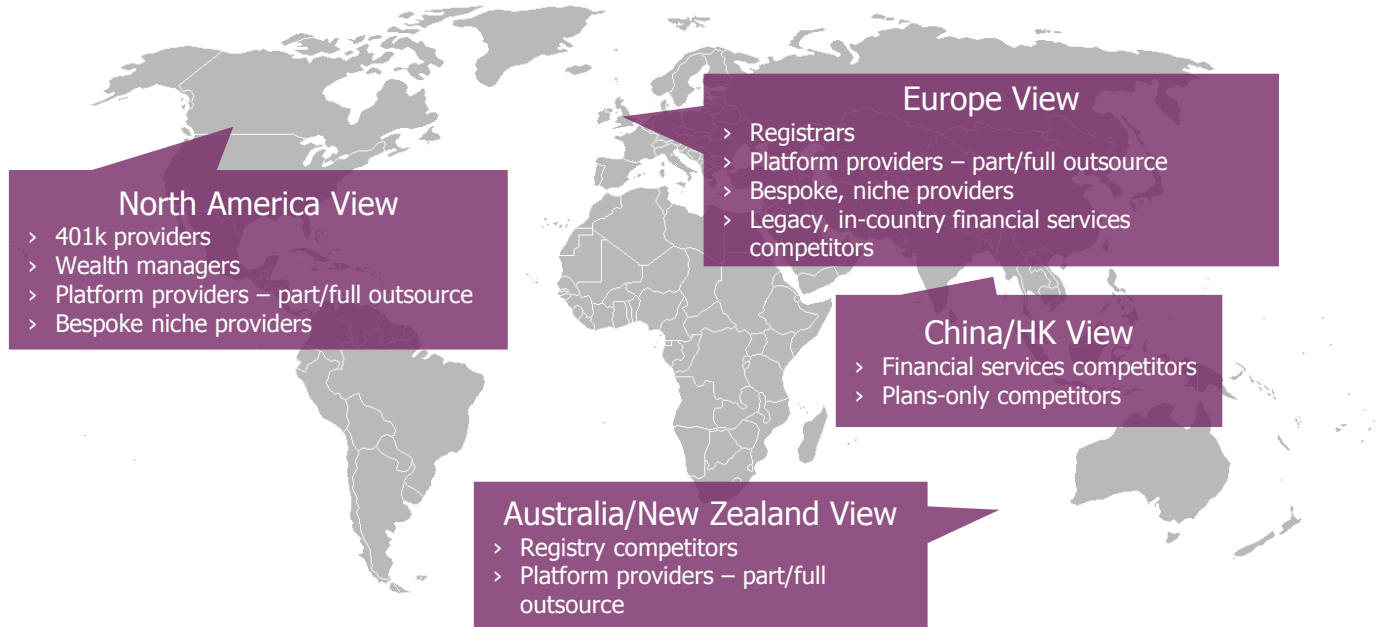 North America View
› 401k providers
› Wealth managers
› Platform providers – part/full outsource
› Bespoke niche providers
Europe View
› Registrars
› Platform providers – part/full outsource
› Bespoke, niche providers
› Legacy, in-country financial services
competitors
China/HK View
› Financial services competitors
› Plans-only competitors
Australia/New Zealand View
› Registry competitors
› Platform providers – part/full
outsource